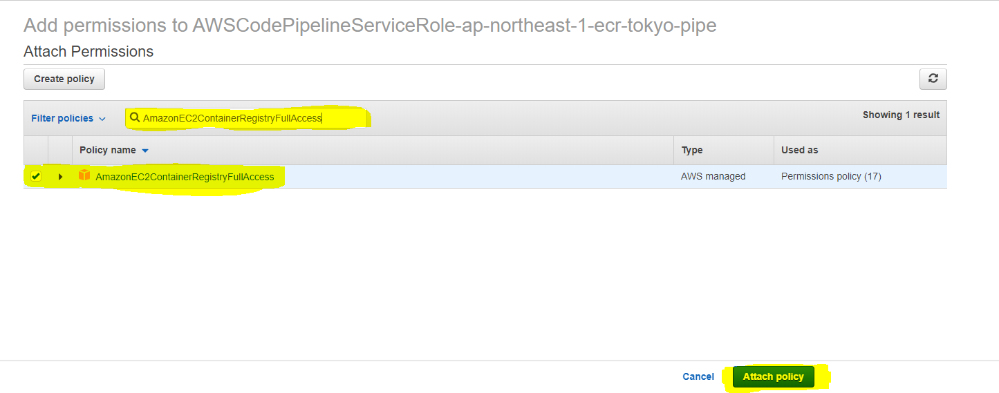 Add permissions to AWSCodePipelineServiceRole-ap-northeast-1-ecr-tokyo-pipe
Attach Permissions
Create policy
Filter policies AmazonEC2ContainerRegistryFullAccess Showing 1 result
Policy name Type Used as
AmazonEC2ContainerRegistryFullAccess AWS managed Permissions policy (17)
Cancel Attach policy